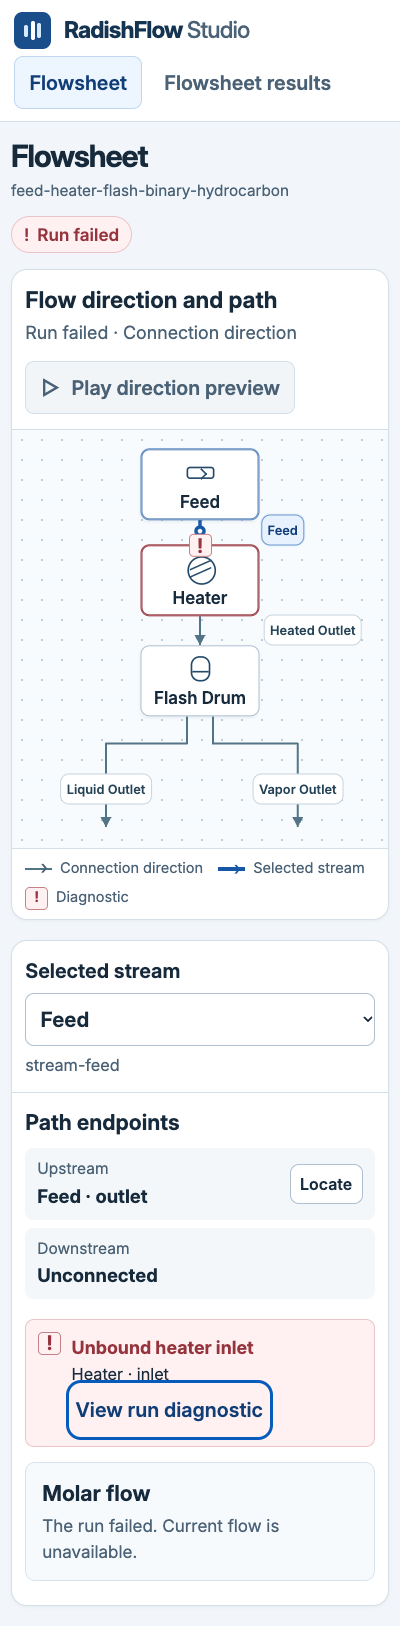 RadishFlow Studio
Flowsheet
Flowsheet results
Flowsheet
feed-heater-flash-binary-hydrocarbon
! Run failed
Flow direction and path
Run failed · Connection direction
Play direction preview
Feed
Feed
!
Heater
Heated Outlet
Flash Drum
Liquid Outlet
Vapor Outlet
Connection direction
Selected stream
! Diagnostic
Selected stream
Feed
stream-feed
Path endpoints
Upstream
Feed · outlet
Locate
Downstream
Unconnected
! Unbound heater inlet
Heater · inlet
View run diagnostic
Molar flow
The run failed. Current flow is
unavailable.